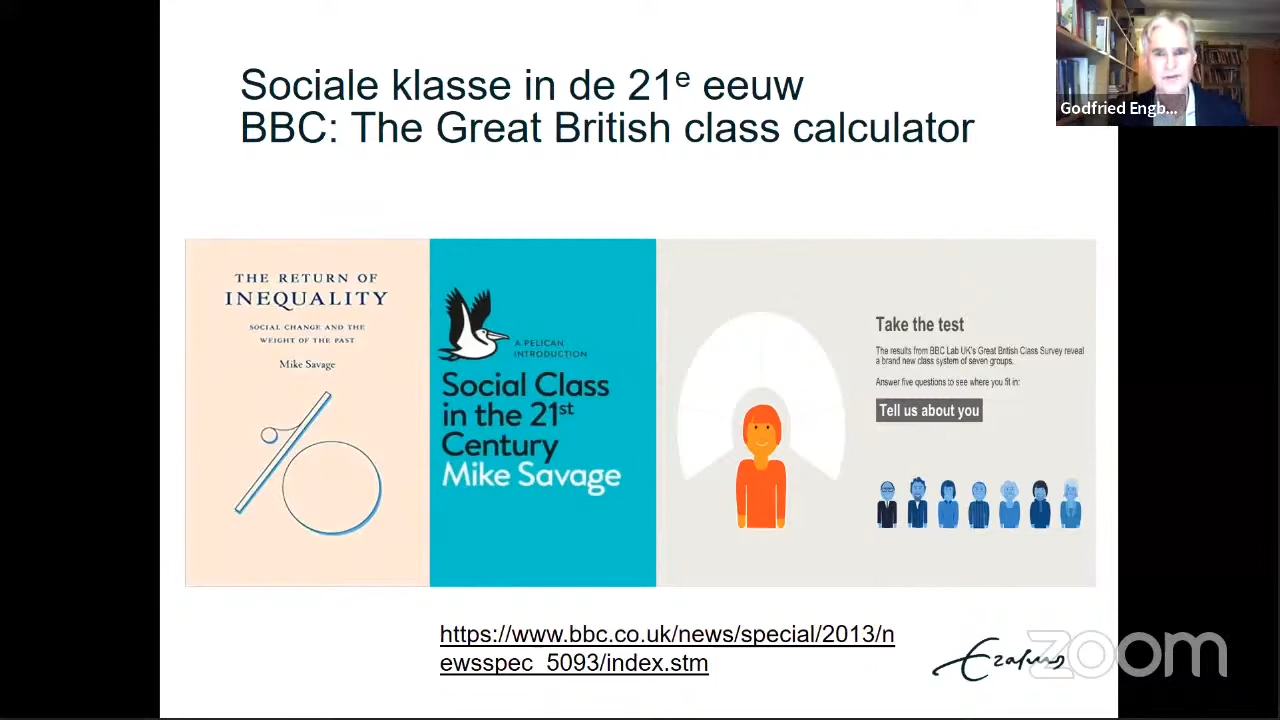 Sociale klasse in de 21e eeuw
BBC: The Great British class calculator
Godfried Engb...
THE RETURN OF
INEQUALITY
SOCIAL CHANGE AND THE
WEIGHT OF THE PAST
Mike Savage
A PELICAN
INTRODUCTION
Social Class
in the 21st
Century
Mike Savage
Take the test
The results from BBC Lab UK's Great British Class Survey reveal
a brand new class system of seven groups.
Answer five questions to see where you fit in:
Tell us about you
https://www.bbc.co.uk/news/special/2013/n
ewsspec_5093/index.stm
Erasmus
zoom